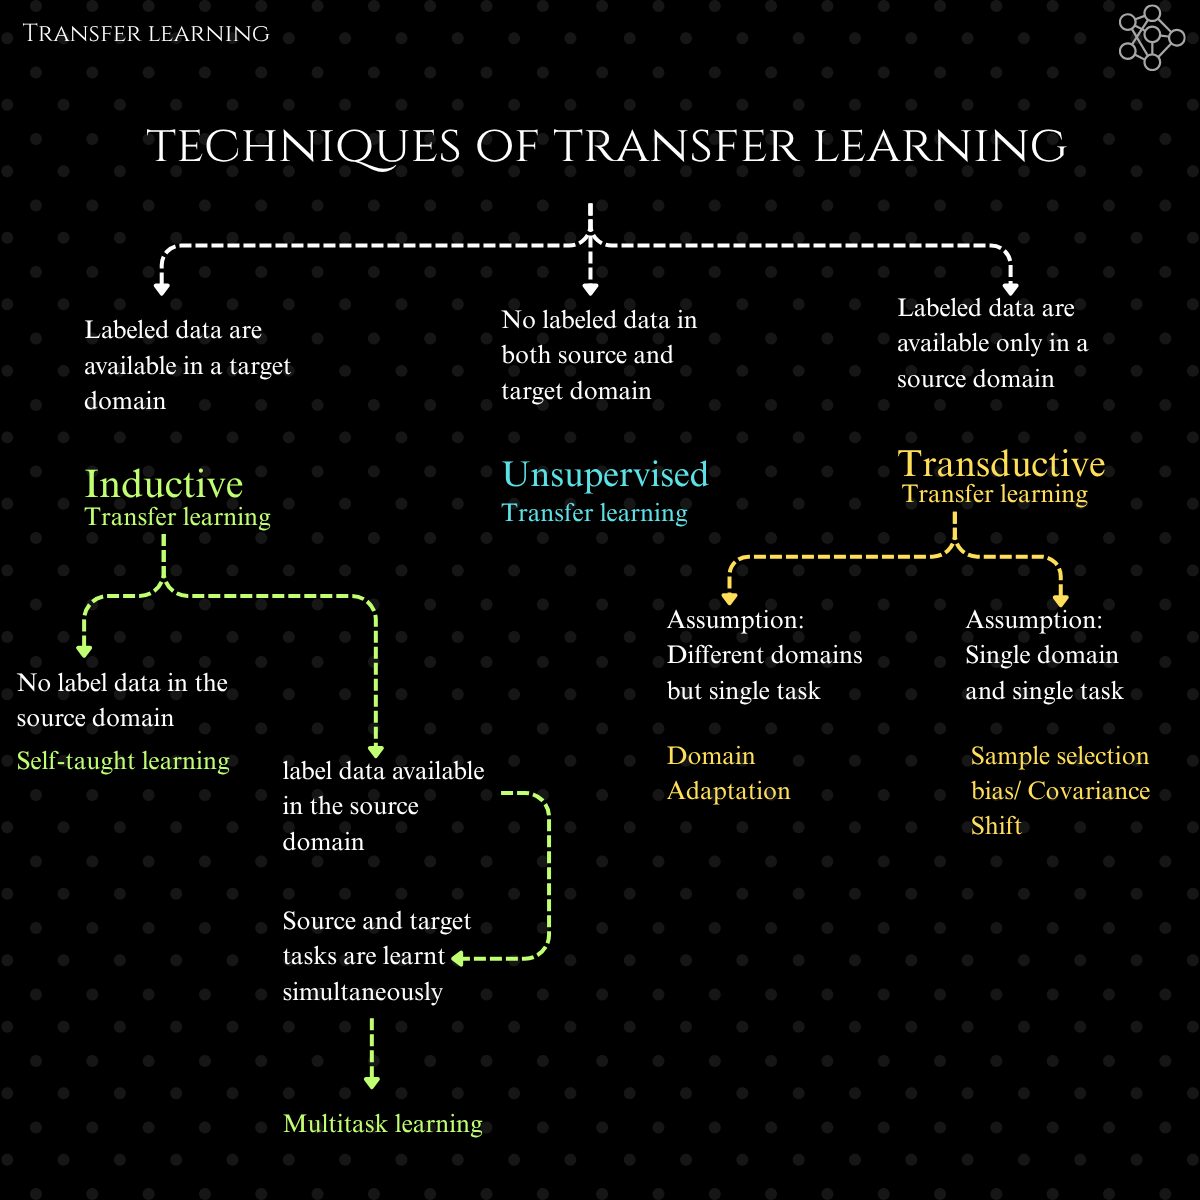 Transfer learning
Techniques of Transfer Learning
Labeled data are
available in a target
domain
Inductive
Transfer learning
No labeled data in
both source and
target domain
Unsupervised
Transfer learning
Labeled data are
available only in a
source domain
Transductive
Transfer learning
No label data in the
source domain
Self-taught learning
label data available
in the source
domain
Source and target
tasks are learnt
simultaneously
Multitask learning
Assumption:
Different domains
but single task
Domain
Adaptation
Assumption:
Single domain
and single task
Sample selection
bias/ Covariance
Shift